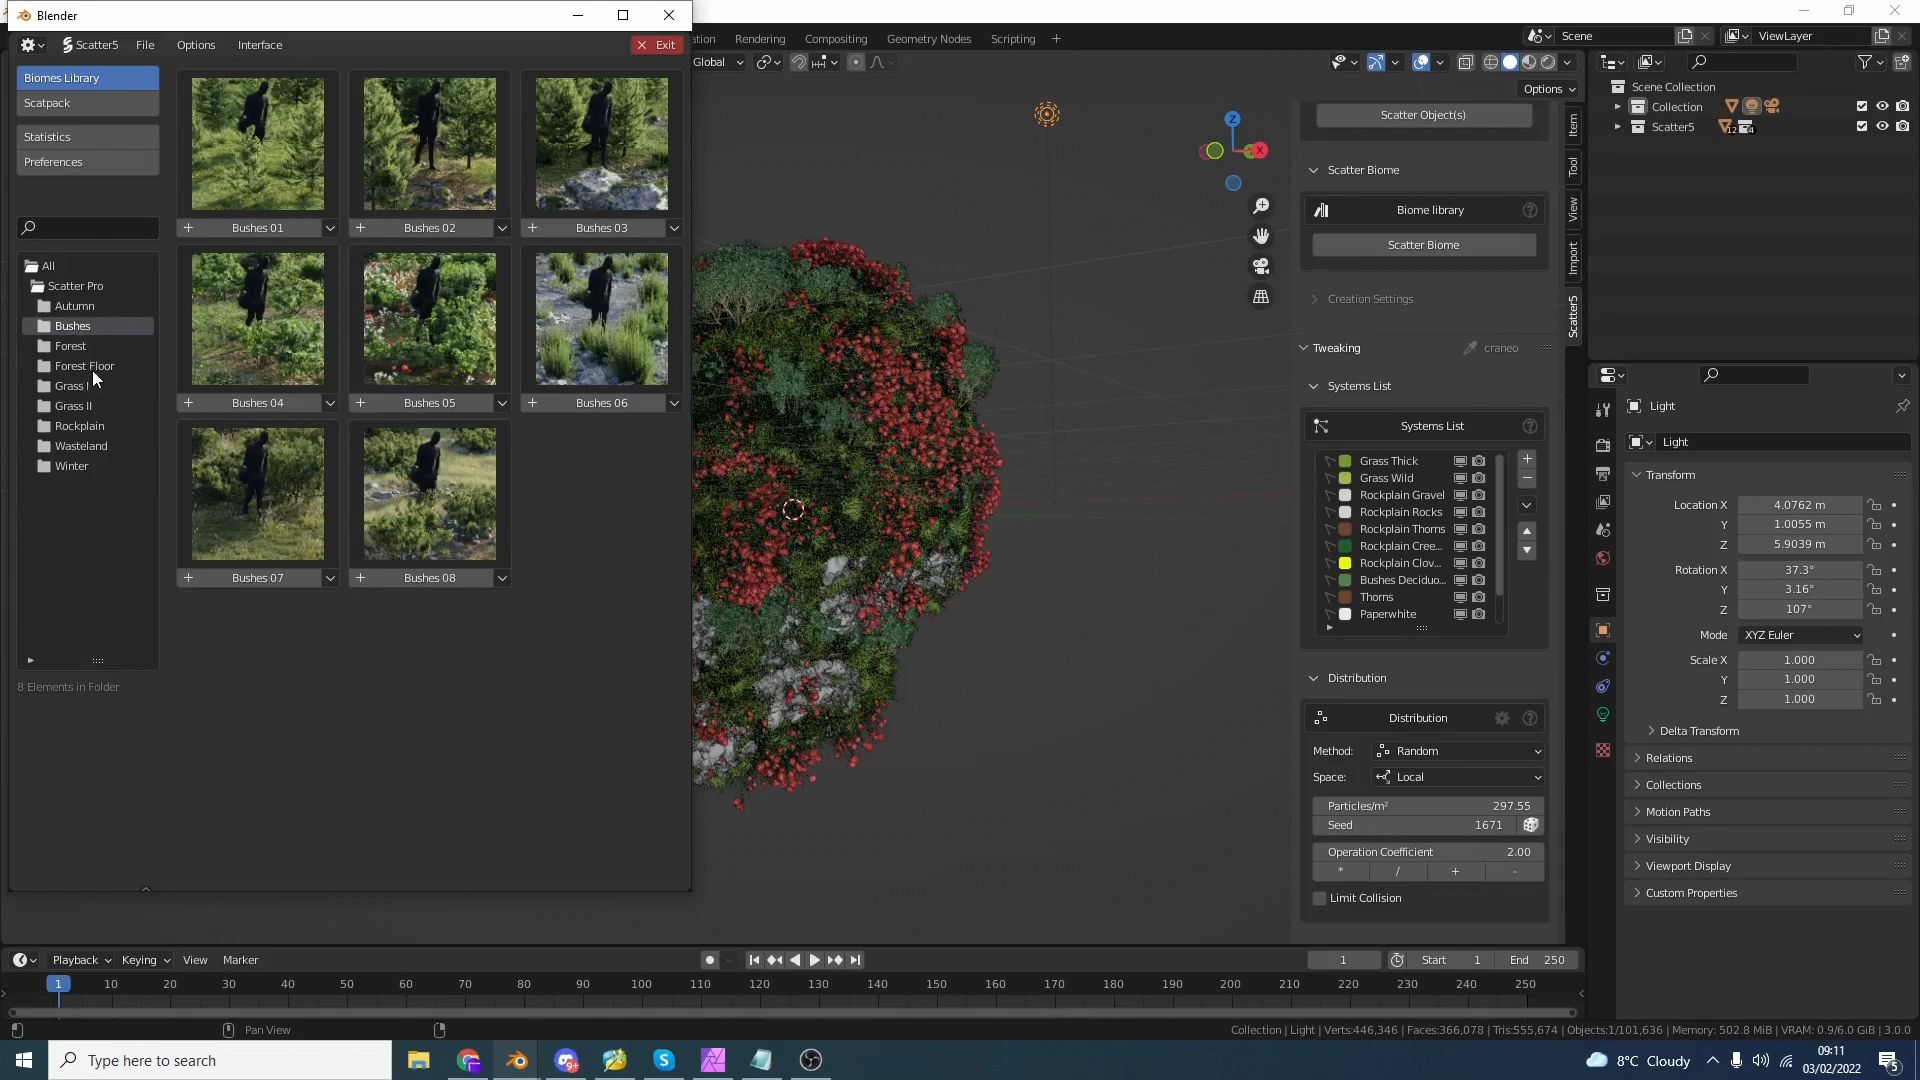 Blender
Scatter5 File Options Interface Exit
Biomes Library
Scatpack
Statistics
Preferences
Bushes 01
Bushes 02
Bushes 03
All
Scatter Pro
Autumn
Bushes
Forest
Forest Floor
Grass I
Grass II
Rockplain
Wasteland
Winter
8 Elements in Folder
Bushes 04
Bushes 05
Bushes 06
Bushes 07
Bushes 08
Rendering Compositing Geometry Nodes Scripting
Scene
ViewLayer
Global
Options
Z
X
Item
Tool
View
Import
Scatter5
Scatter Object(s)
Scatter Biome
Biome library
Scatter Biome
Creation Settings
Tweaking craneo
Systems List
Systems List
Grass Thick
Grass Wild
Rockplain Gravel
Rockplain Rocks
Rockplain Thorns
Rockplain Cree...
Rockplain Clov...
Bushes Deciduo...
Thorns
Paperwhite
Distribution
Distribution
Method: Random
Space: Local
Particles/m² 297.55
Seed 1671
Operation Coefficient 2.00
* / + -
Limit Collision
Scene Collection
Collection
Scatter5 12 4
Light
Light
Transform
Location X 4.0762 m
Y 1.0055 m
Z 5.9039 m
Rotation X 37.3°
Y 3.16°
Z 107°
Mode XYZ Euler
Scale X 1.000
Y 1.000
Z 1.000
Delta Transform
Relations
Collections
Motion Paths
Visibility
Viewport Display
Custom Properties
Playback Keying View Marker
1 Start 1 End 250
1 10 20 30 40 50 60 70 80 90 100 110 120 130 140 150 160 170 180 190 200 210 220 230 240 250
Pan View
Collection | Light | Verts:446,346 | Faces:366,078 | Tris:555,674 | Objects:1/101,636 | Memory: 502.8 MiB | VRAM: 0.9/6.0 GiB | 3.0.0
Type here to search
8°C Cloudy
09:11
03/02/2022
5